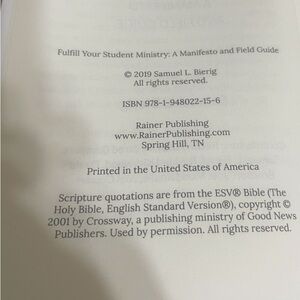 Fulfill Your Student Ministry: A Manifesto and Field Guide
© 2019 Samuel L. Bierig
All rights reserved.
ISBN 978-1-948022-15-6
Rainer Publishing
www.RainerPublishing.com
Spring Hill, TN
Printed in the United States of America
Scripture quotations are from the ESV® Bible (The
Holy Bible, English Standard Version®), copyright ©
2001 by Crossway, a publishing ministry of Good News
Publishers. Used by permission. All rights reserved.